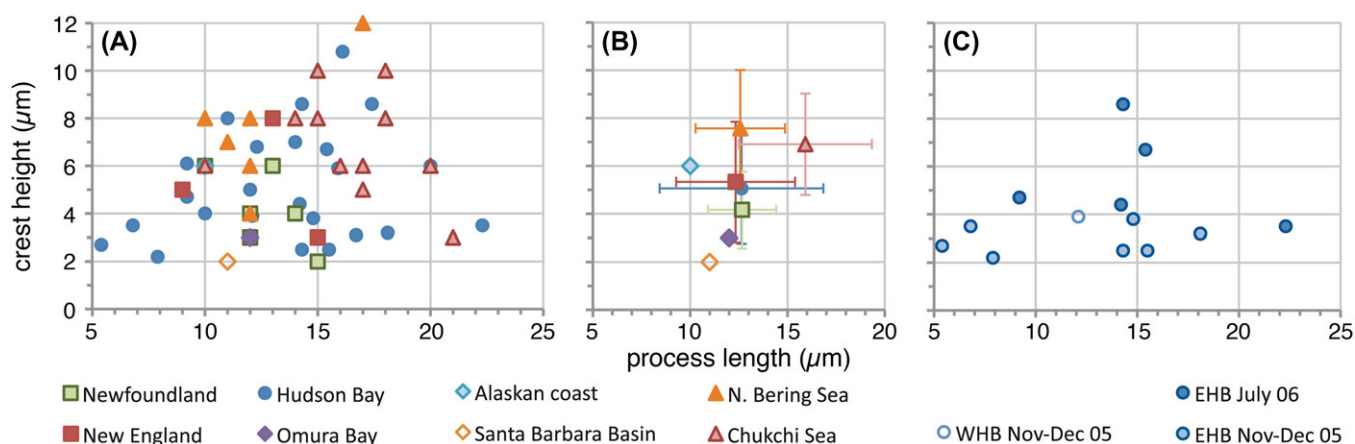 (A) (B) (C)
crest height (µm)
12
10
8
6
4
2
0
5 10 15 20 25 5 10 15 20 5 10 15 20 25
process length (µm)
Newfoundland Hudson Bay Alaskan coast N. Bering Sea EHB July 06
New England Omura Bay Santa Barbara Basin Chukchi Sea WHB Nov-Dec 05 EHB Nov-Dec 05